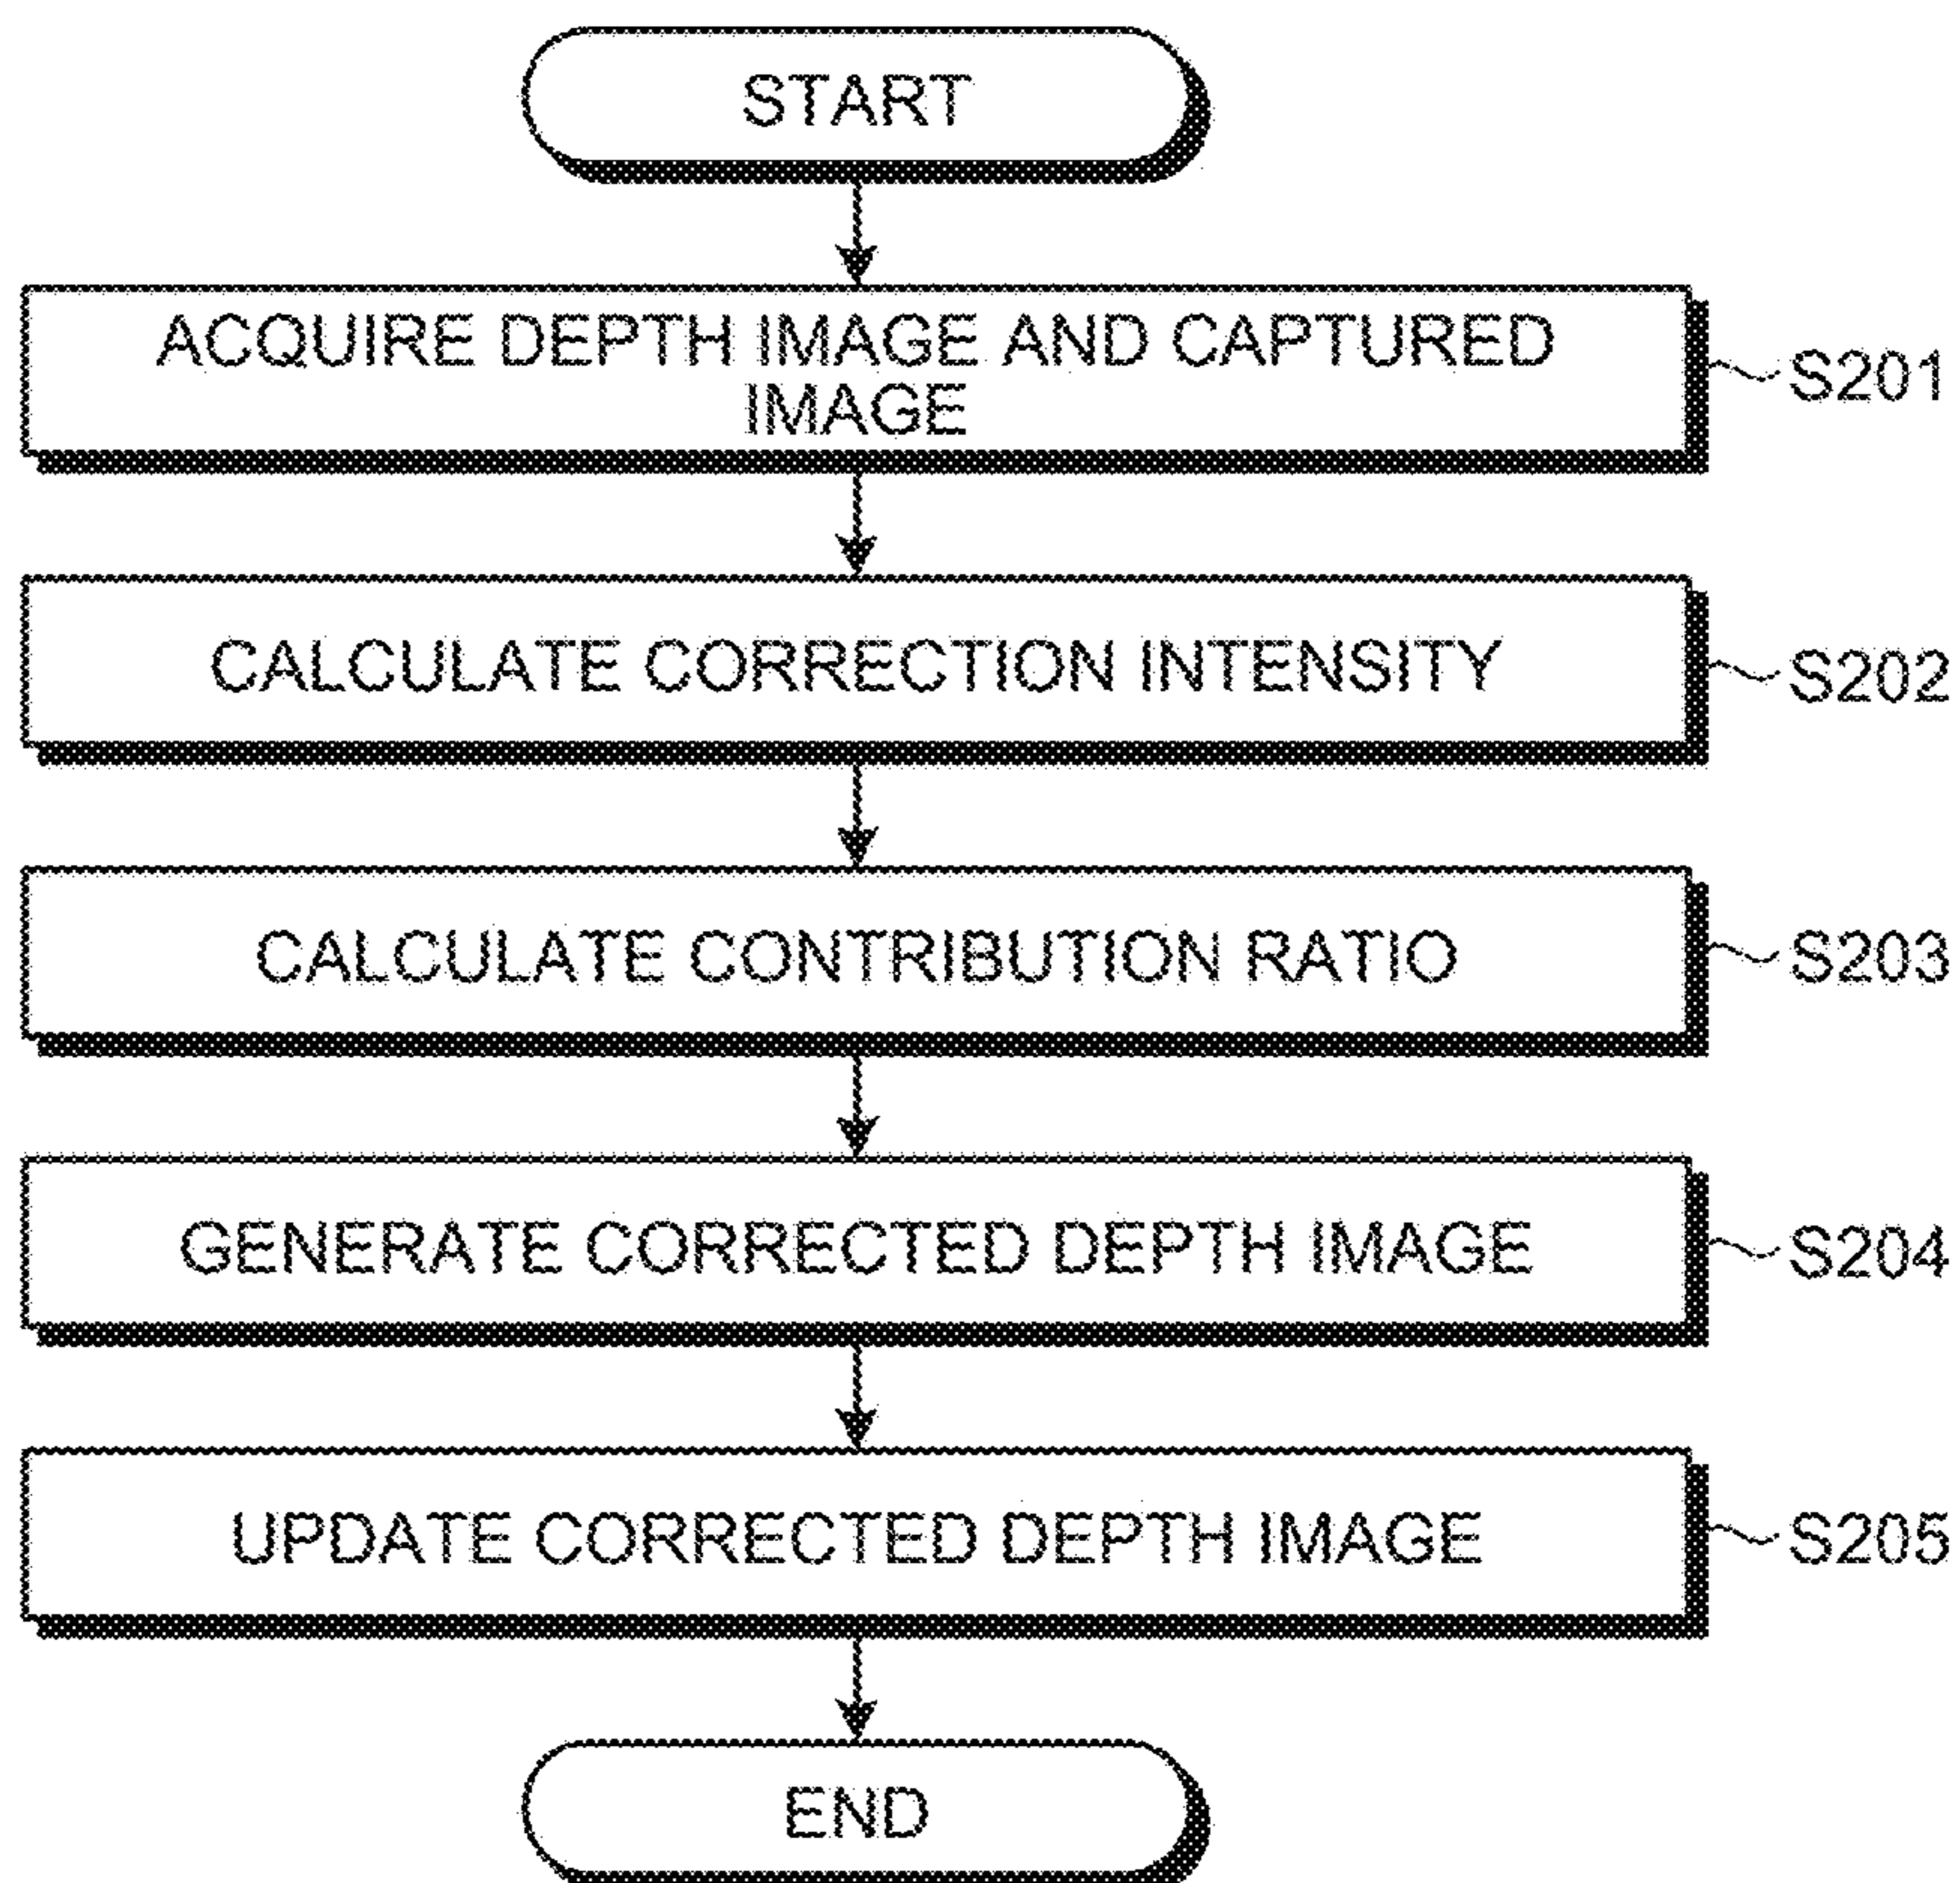 START
ACQUIRE DEPTH IMAGE AND CAPTURED
IMAGE
S201
CALCULATE CORRECTION INTENSITY
S202
CALCULATE CONTRIBUTION RATIO
S203
GENERATE CORRECTED DEPTH IMAGE
S204
UPDATE CORRECTED DEPTH IMAGE
S205
END